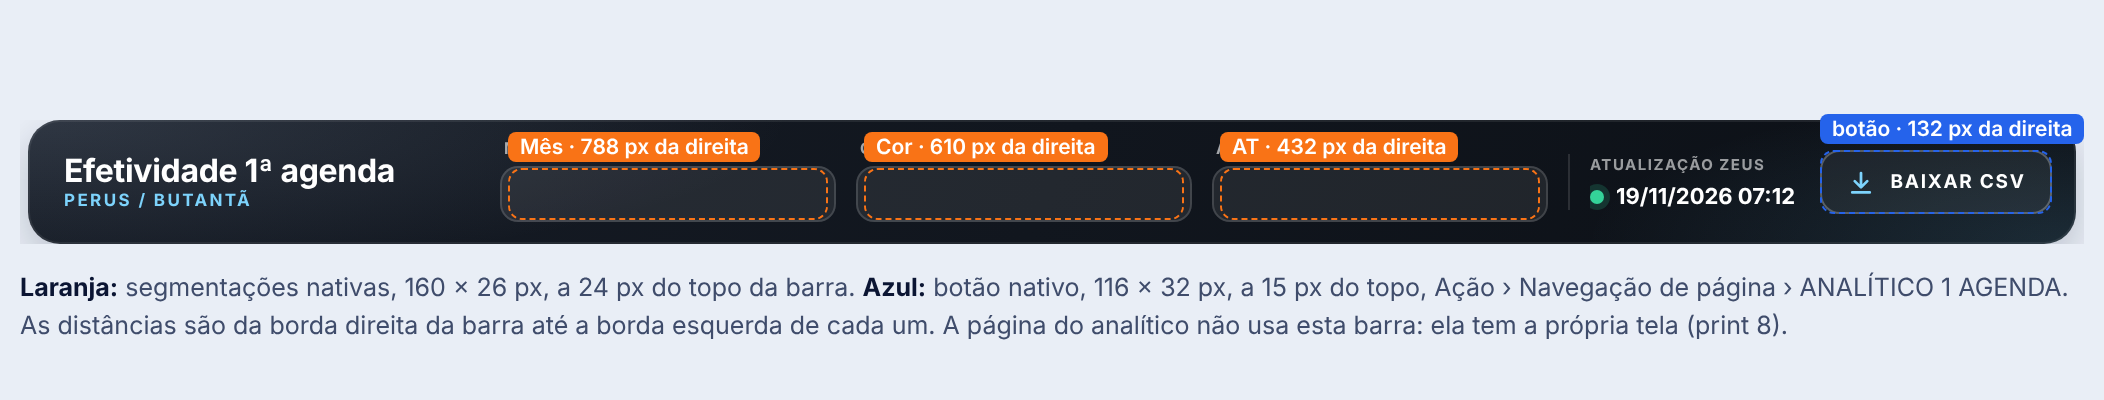 botão · 132 px da direita
Mês · 788 px da direita
Cor · 610 px da direita
AT · 432 px da direita
Efetividade 1ª agenda
PERUS / BUTANTÃ
ATUALIZAÇÃO ZEUS
19/11/2026 07:12
BAIXAR CSV
Laranja: segmentações nativas, 160 × 26 px, a 24 px do topo da barra. Azul: botão nativo, 116 × 32 px, a 15 px do topo, Ação › Navegação de página › ANALÍTICO 1 AGENDA.
As distâncias são da borda direita da barra até a borda esquerda de cada um. A página do analítico não usa esta barra: ela tem a própria tela (print 8).